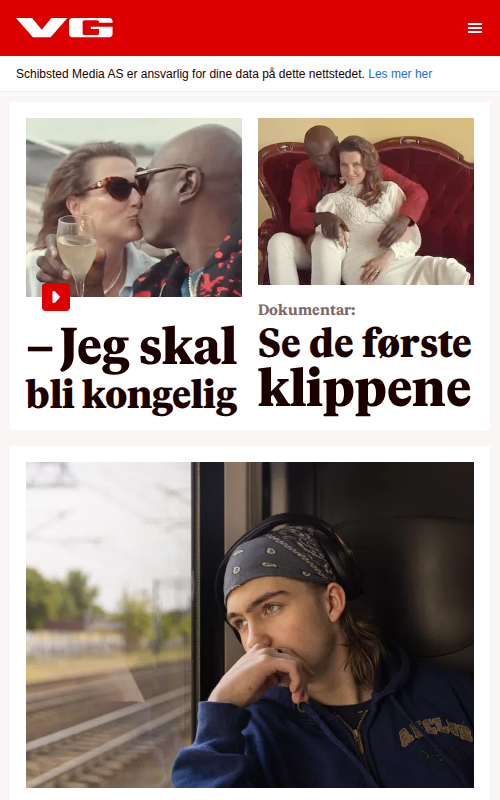 VG
Schibsted Media AS er ansvarlig for dine data på dette nettstedet. Les mer her
– Jeg skal
bli kongelig
Dokumentar:
Se de første
klippene